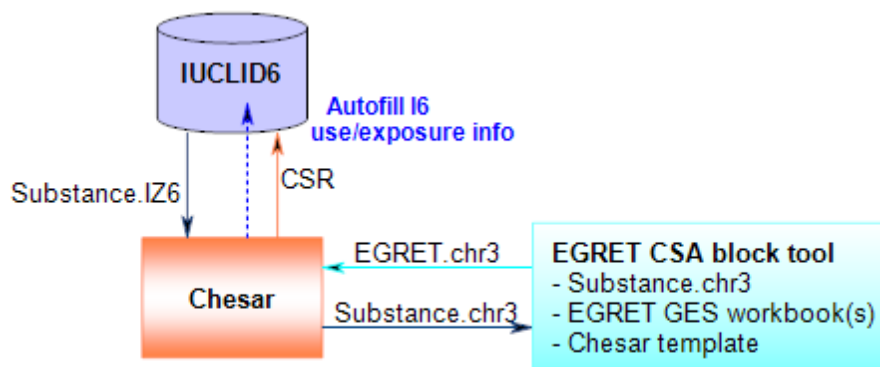 IUCLID6
Autofill I6
use/exposure info
Substance.IZ6
CSR
Chesar
EGRET.chr3
Substance.chr3
EGRET CSA block tool
- Substance.chr3
- EGRET GES workbook(s)
- Chesar template